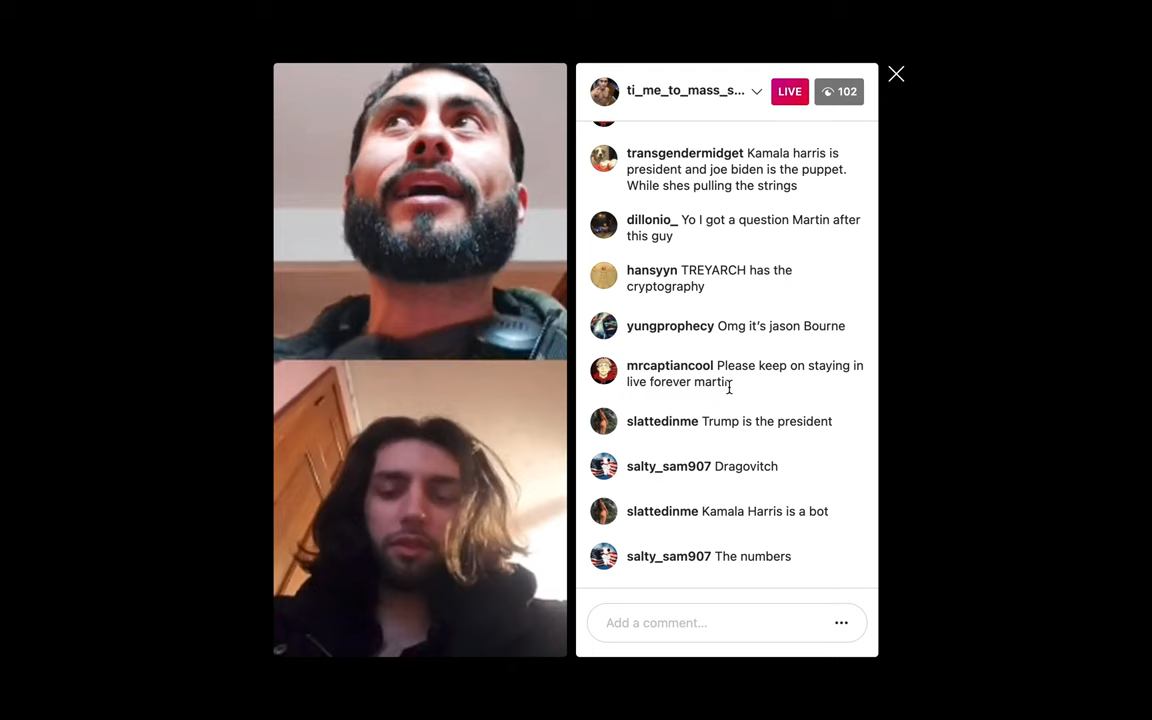 ti_me_to_mass_s...
LIVE
102
transgendermidget Kamala harris is
president and joe biden is the puppet.
While shes pulling the strings
dillonio_ Yo I got a question Martin after
this guy
hansyyn TREYARCH has the
cryptography
yungprophecy Omg it's jason Bourne
mrcaptiancool Please keep on staying in
live forever marti
slattedinme Trump is the president
salty_sam907 Dragovitch
slattedinme Kamala Harris is a bot
salty_sam907 The numbers
Add a comment...